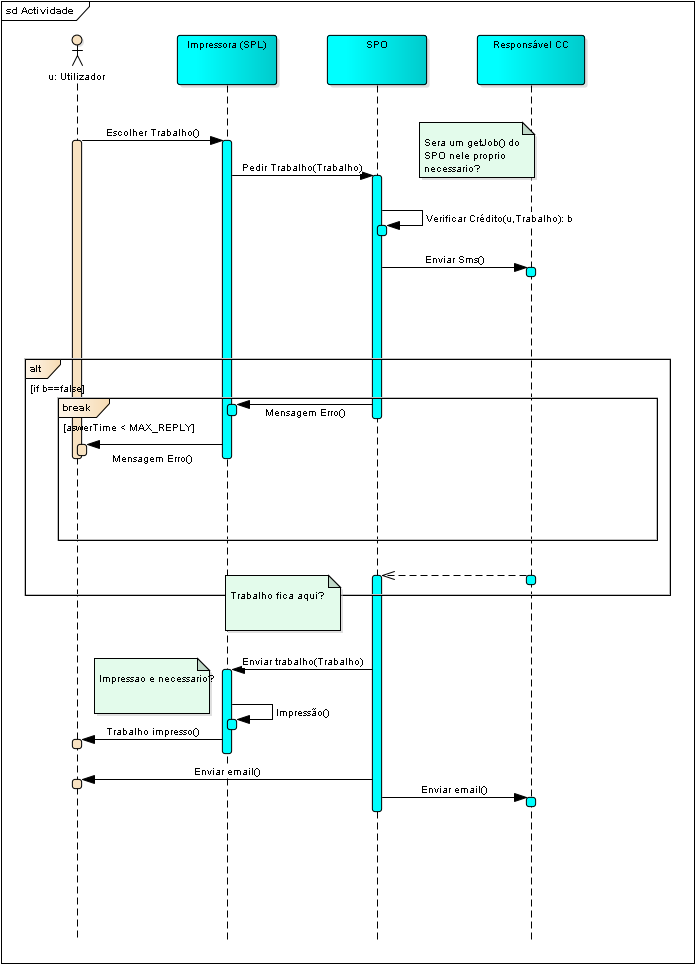 sd Actividade
u: Utilizador
Impressora (SPL)
SPO
Responsável CC
Escolher Trabalho()
Sera um getJob() do
SPO nele proprio
necessario?
Pedir Trabalho(Trabalho)
Verificar Crédito(u,Trabalho): b
Enviar Sms()
alt
[if b==false]
break
Mensagem Erro()
[aswerTime < MAX_REPLY]
Mensagem Erro()
Trabalho fica aqui?
Enviar trabalho(Trabalho)
Impressao e necessario?
Impressão()
Trabalho impresso()
Enviar email()
Enviar email()